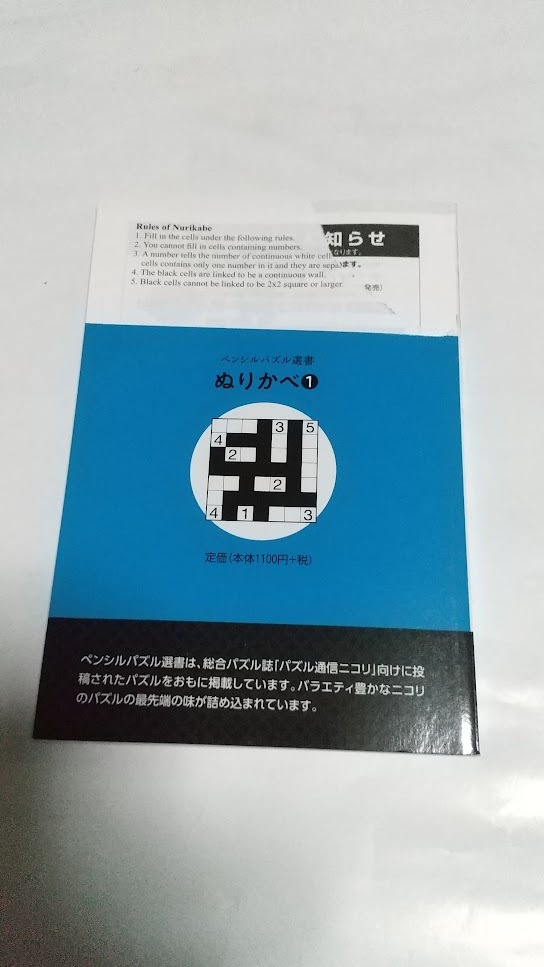 Rules of Nurikabe
1. Fill in the cells under the following rules.
2. You cannot fill in cells containing numbers.
3. A number tells the number of continuous white cell
cells contains only one number in it and they are sepa
4. The black cells are linked to be a continuous wall.
5. Black cells cannot be linked to be 2x2 square or larger
知らせ
なります。
います。
発売)
ペンシルパズル選書
ぬりかべ❶
3 5
4
2
2
4 1 3
定価(本体1100円+税)
ペンシルパズル選書は、総合パズル誌「パズル通信ニコリ」向けに投
稿されたパズルをおもに掲載しています。バラエティ豊かなニコリ
のパズルの最先端の味が詰め込まれています。